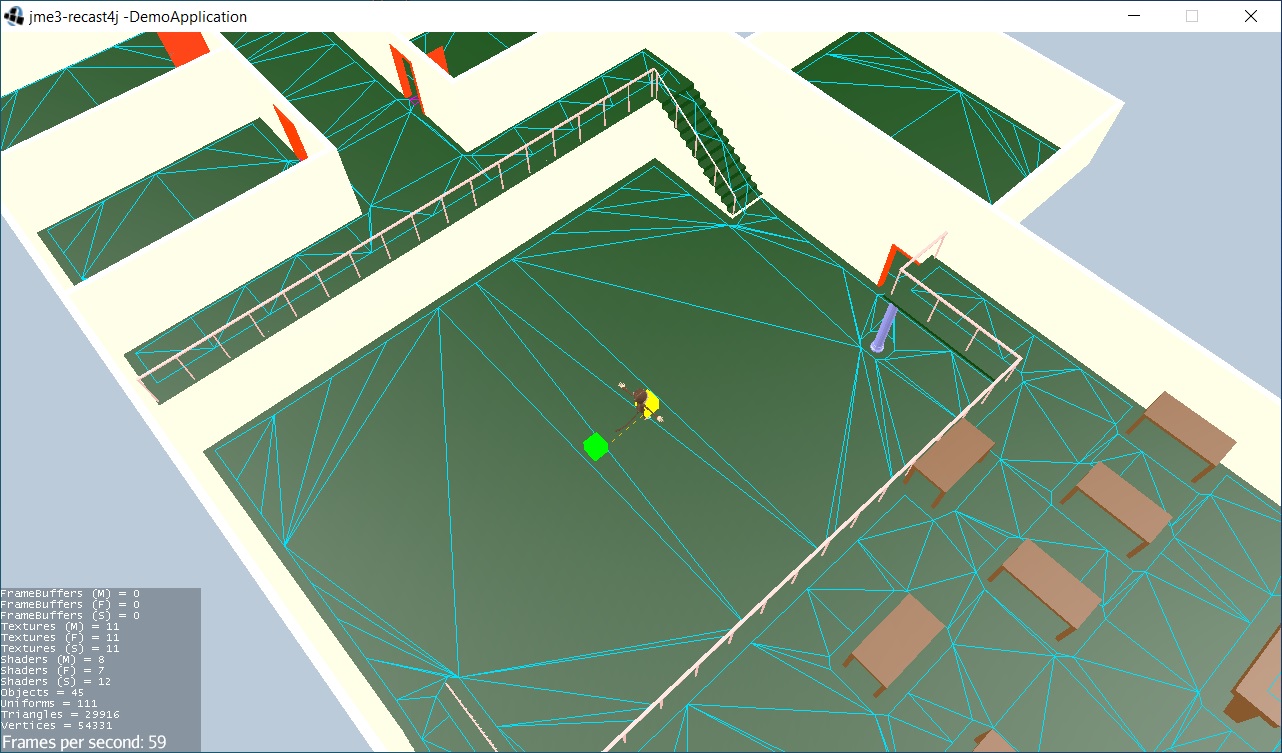 jme3-recast4j -DemoApplication
FrameBuffers (M) = 0
FrameBuffers (F) = 0
FrameBuffers (S) = 0
Textures (M) = 11
Textures (F) = 11
Textures (S) = 11
Shaders (M) = 8
Shaders (F) = 7
Shaders (S) = 12
Objects = 45
Uniforms = 111
Triangles = 29916
Vertices = 54331
Frames per second: 59